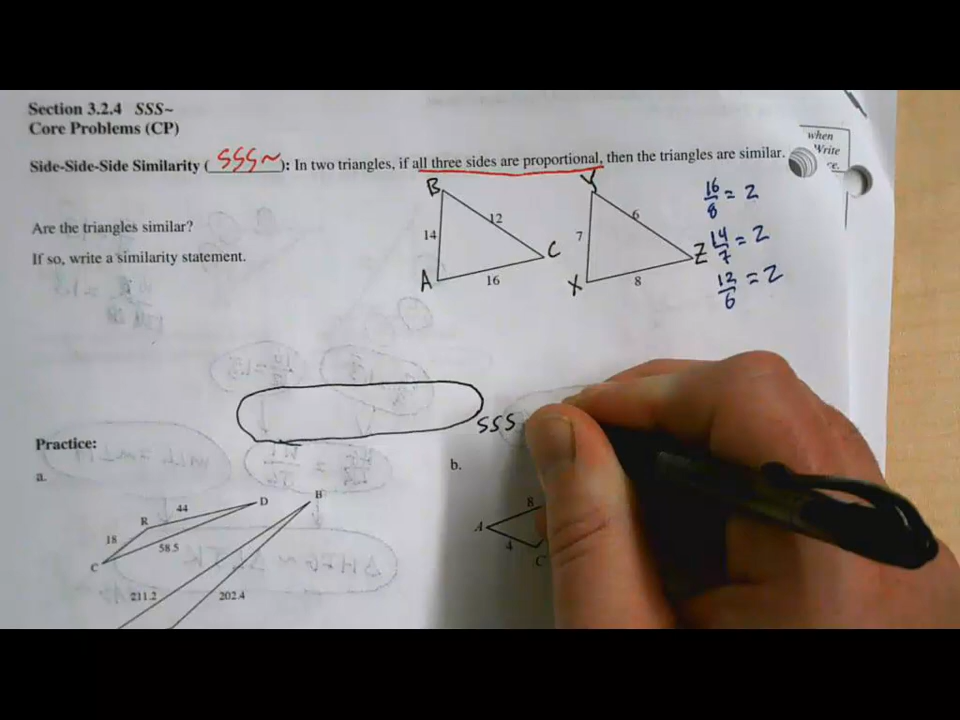 Section 3.2.4 SSS~
Core Problems (CP)
when
Write
Side-Side-Side Similarity ( SSS~ ): In two triangles, if all three sides are proportional, then the triangles are similar.
B 12 14 C A 16
Y 6 7 Z X 8
16/8 = 2
14/7 = 2
12/6 = 2
Are the triangles similar?
If so, write a similarity statement.
SSS
Practice:
a.
R 44 D B 18 58.5 C 211.2 202.4
b.
8 A 4 C